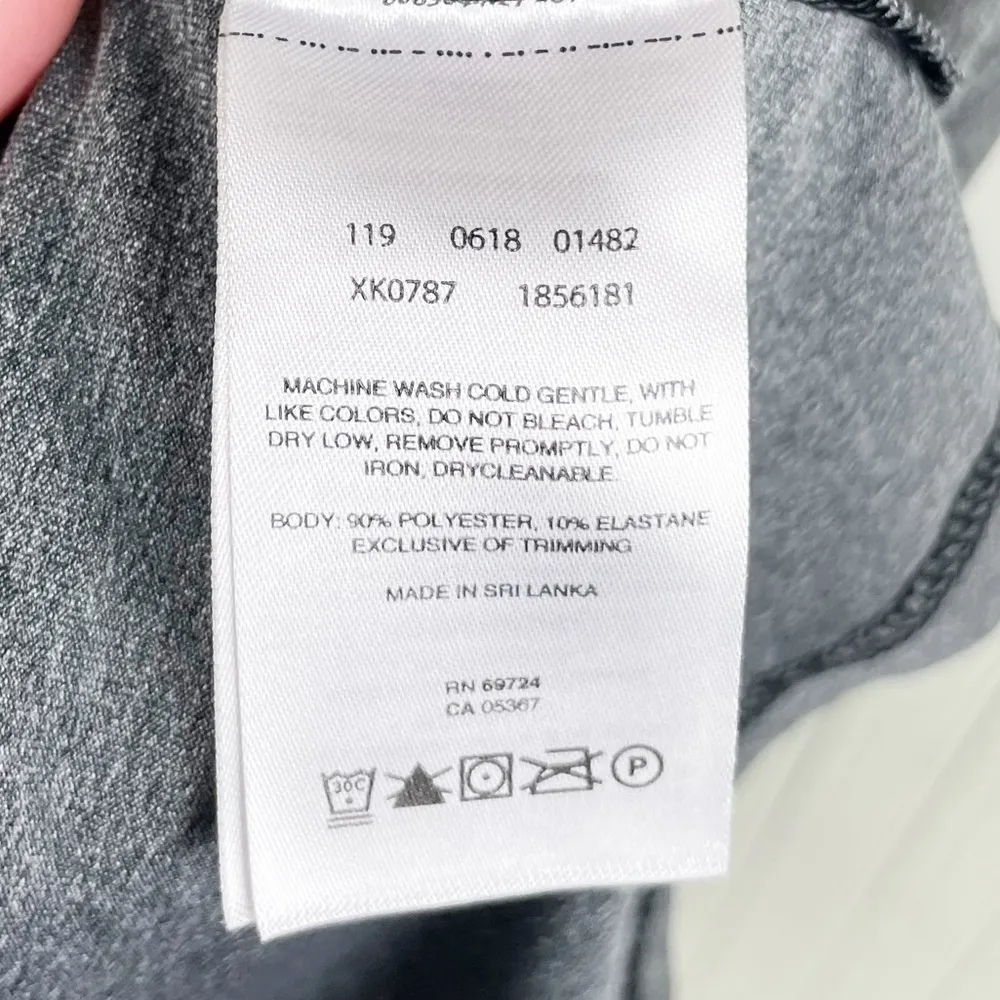 119 0618 01482
XK0787 1856181
MACHINE WASH COLD GENTLE, WITH
LIKE COLORS, DO NOT BLEACH, TUMBLE
DRY LOW, REMOVE PROMPTLY, DO NOT
IRON, DRYCLEANABLE.
BODY: 90% POLYESTER, 10% ELASTANE
EXCLUSIVE OF TRIMMING
MADE IN SRI LANKA
RN 69724
CA 05367
30C P